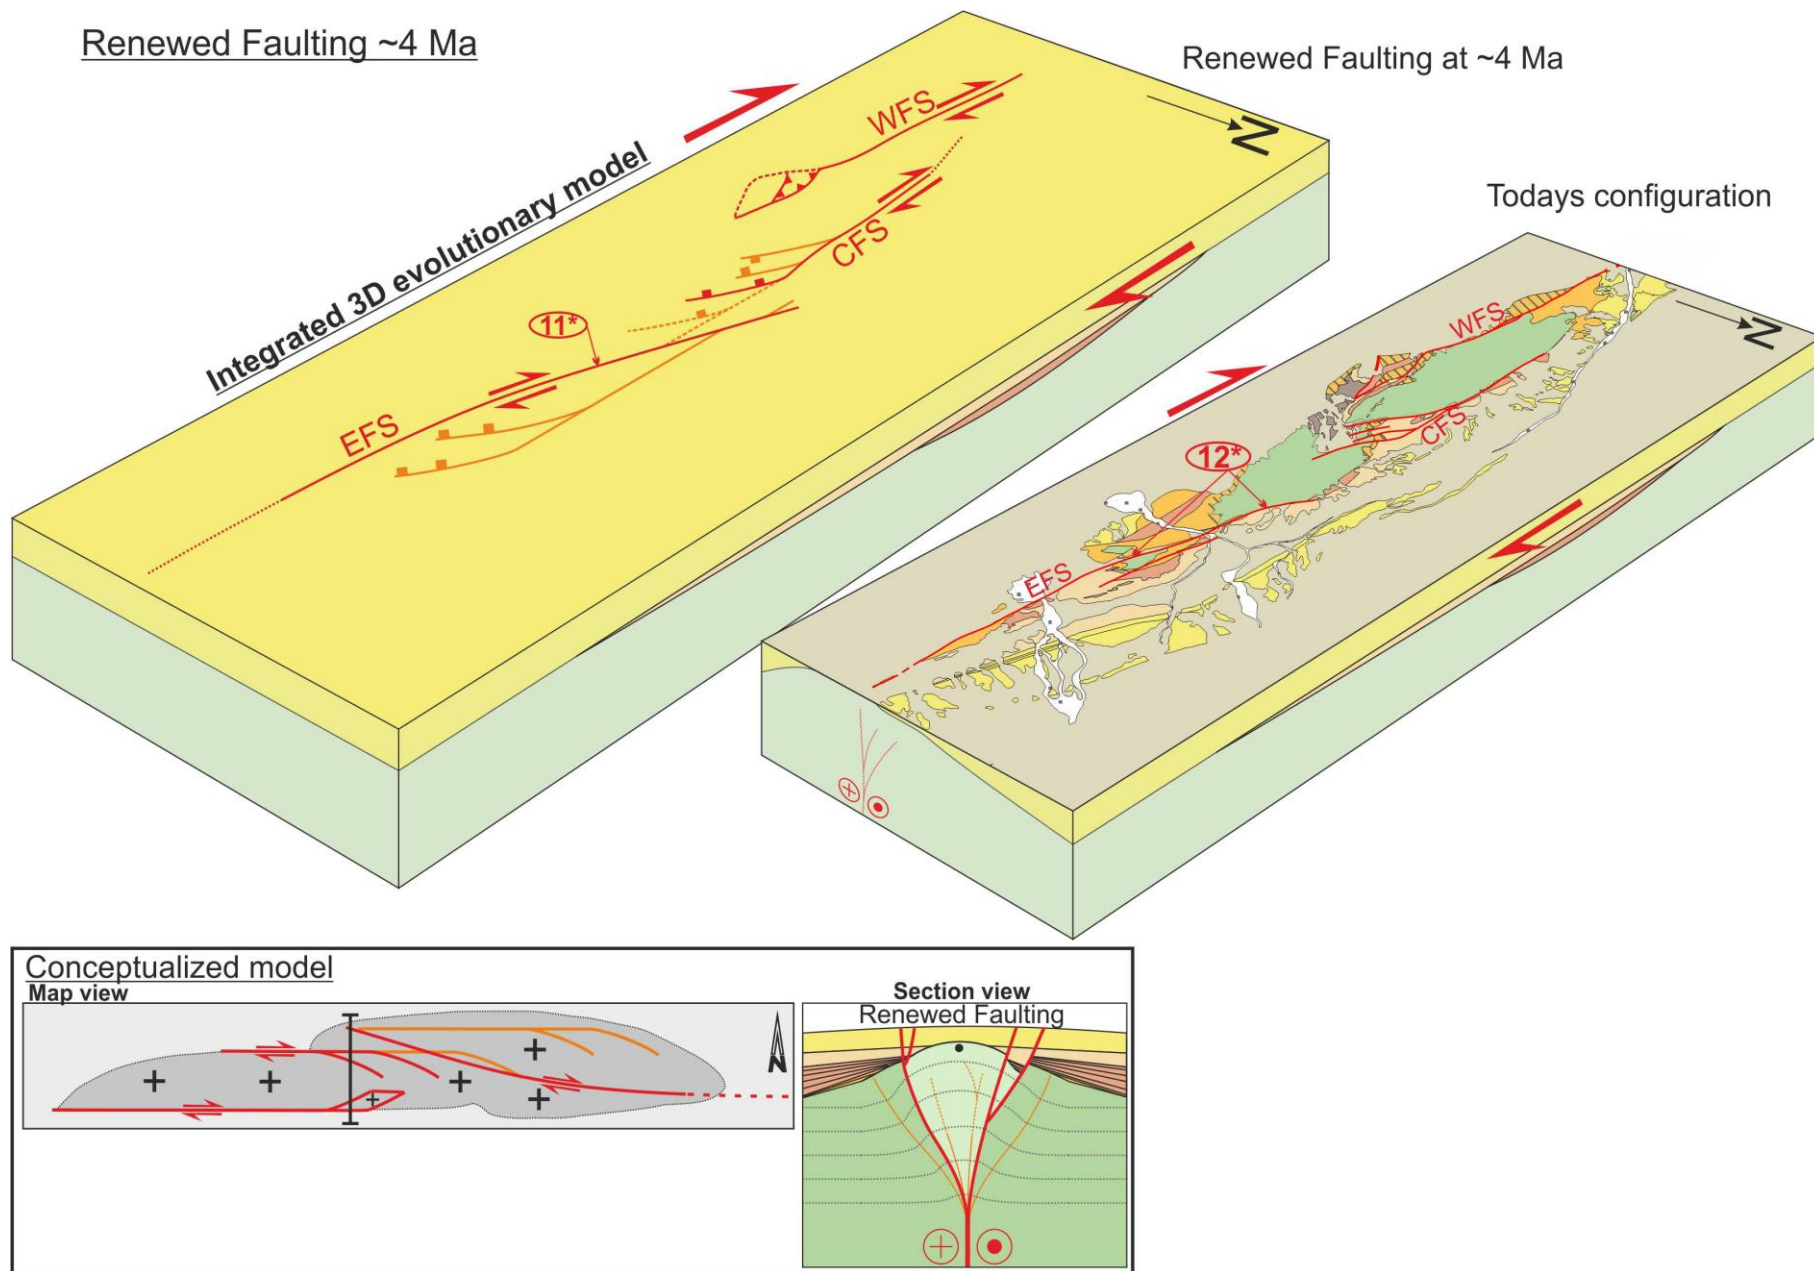 Renewed Faulting ~4 Ma
Renewed Faulting at ~4 Ma
Integrated 3D evolutionary model
WFS
N
CFS
11*
EFS
Todays configuration
WFS
N
CFS
12*
EFS
Conceptualized model
Map view
N
Section view
Renewed Faulting